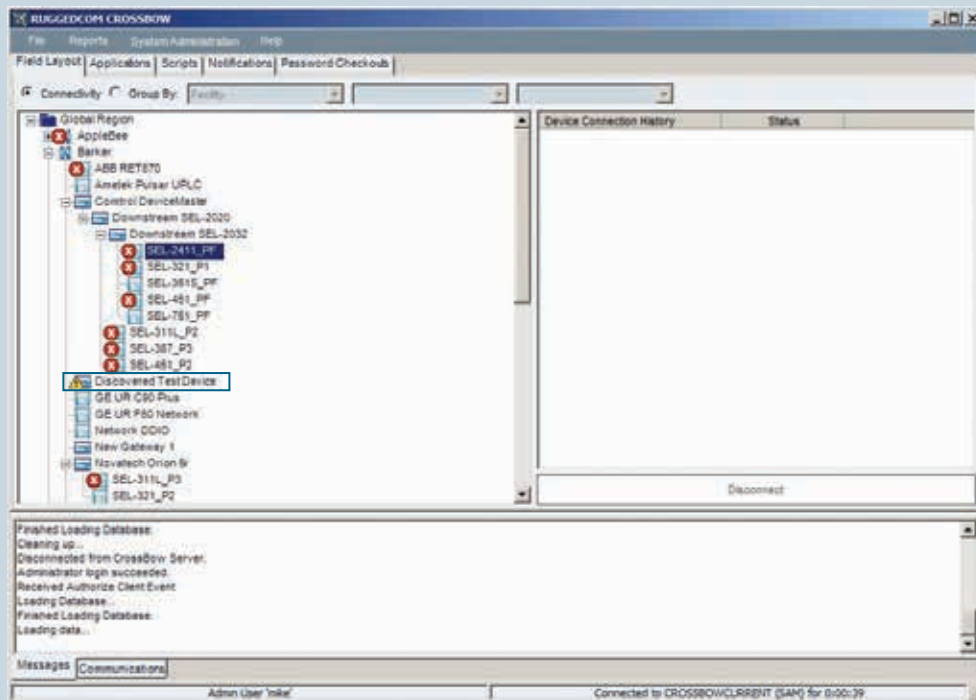 RUGGEDCOM CROSSBOW
File Reports System Administration Help
Field Layout Applications Scripts Notifications Password Checkouts
Connectivity Group By: Facility
Global Region
AppleBee
Barker
ABB RET670
Ametek Pulsar UPLC
Comtrol DeviceMaster
Downstream SEL-2020
Downstream SEL-2032
SEL-2411_PF
SEL-321_P1
SEL-351S_PF
SEL-451_PF
SEL-751_PF
SEL-311L_P2
SEL-387_P3
SEL-451_P2
Discovered Test Device
GE UR C90 Plus
GE UR F60 Network
Network DDIO
New Gateway 1
Novatech Orion 5r
SEL-311L_P3
SEL-321_P2
Device Connection History Status
Disconnect
Finished Loading Database.
Cleaning up...
Disconnected from CrossBow Server.
Administrator login succeeded.
Received Authorize Client Event
Loading Database...
Finished Loading Database.
Loading data...
Messages Communications
Admin User 'mike' Connected to CROSSBOWCURRENT (SAM) for 0:00:39